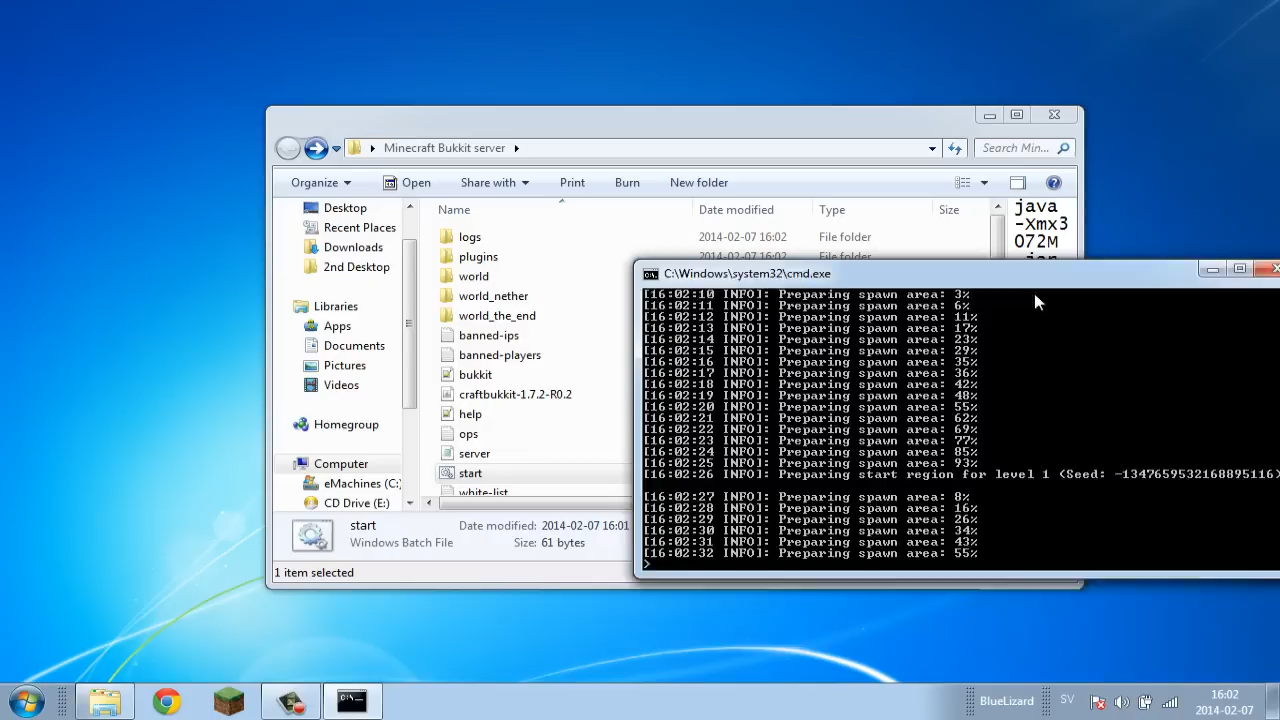 Minecraft Bukkit server
Search Min...
Organize
Open
Share with
Print
Burn
New folder
Desktop
Recent Places
Downloads
2nd Desktop
Libraries
Apps
Documents
Pictures
Videos
Homegroup
Computer
eMachines (C:)
CD Drive (E:)
Name
Date modified
Type
Size
logs
2014-02-07 16:02
File folder
plugins
2014-02-07 16:02
File folder
world
world_nether
world_the_end
banned-ips
banned-players
bukkit
craftbukkit-1.7.2-R0.2
help
ops
server
start
white-list
java
-Xmx3
072M
-jar
start
Date modified: 2014-02-07 16:01
Windows Batch File
Size: 61 bytes
1 item selected
C:\Windows\system32\cmd.exe
[16:02:10 INFO]: Preparing spawn area: 3%
[16:02:11 INFO]: Preparing spawn area: 6%
[16:02:12 INFO]: Preparing spawn area: 11%
[16:02:13 INFO]: Preparing spawn area: 17%
[16:02:14 INFO]: Preparing spawn area: 23%
[16:02:15 INFO]: Preparing spawn area: 29%
[16:02:16 INFO]: Preparing spawn area: 35%
[16:02:17 INFO]: Preparing spawn area: 36%
[16:02:18 INFO]: Preparing spawn area: 42%
[16:02:19 INFO]: Preparing spawn area: 48%
[16:02:20 INFO]: Preparing spawn area: 55%
[16:02:21 INFO]: Preparing spawn area: 62%
[16:02:22 INFO]: Preparing spawn area: 69%
[16:02:23 INFO]: Preparing spawn area: 77%
[16:02:24 INFO]: Preparing spawn area: 85%
[16:02:25 INFO]: Preparing spawn area: 93%
[16:02:26 INFO]: Preparing start region for level 1 (Seed: -1347659532168895116)
[16:02:27 INFO]: Preparing spawn area: 8%
[16:02:28 INFO]: Preparing spawn area: 16%
[16:02:29 INFO]: Preparing spawn area: 26%
[16:02:30 INFO]: Preparing spawn area: 34%
[16:02:31 INFO]: Preparing spawn area: 43%
[16:02:32 INFO]: Preparing spawn area: 55%
>
BlueLizard
SV
16:02
2014-02-07